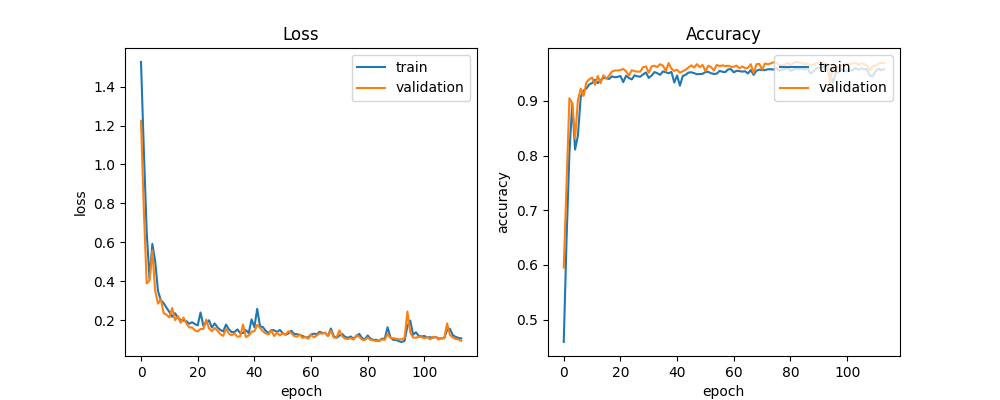 Loss
train
validation
1.4
1.2
1.0
0.8
0.6
0.4
0.2
loss
0 20 40 60 80 100
epoch
Accuracy
train
validation
0.9
0.8
0.7
0.6
0.5
accuracy
0 20 40 60 80 100
epoch